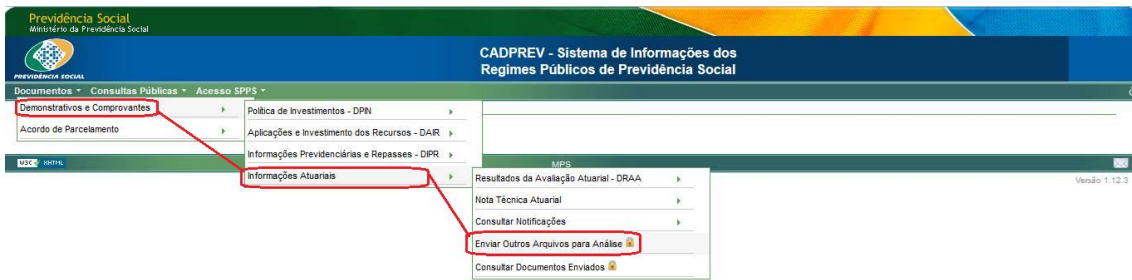 Previdência Social
Ministério da Previdência Social
PREVIDÊNCIA SOCIAL
CADPREV - Sistema de Informações dos
Regimes Públicos de Previdência Social
Documentos Consultas Públicas Acesso SPPS
Demonstrativos e Comprovantes
Acordo de Parcelamento
Política de Investimentos - DPIN
Aplicações e Investimento dos Recursos - DAIR
Informações Previdenciárias e Repasses - DIPR
Informações Atuariais
W3C XHTML
MPS
Versão 1.12.3
Resultados da Avaliação Atuarial - DRAA
Nota Técnica Atuarial
Consultar Notificações
Enviar Outros Arquivos para Análise
Consultar Documentos Enviados